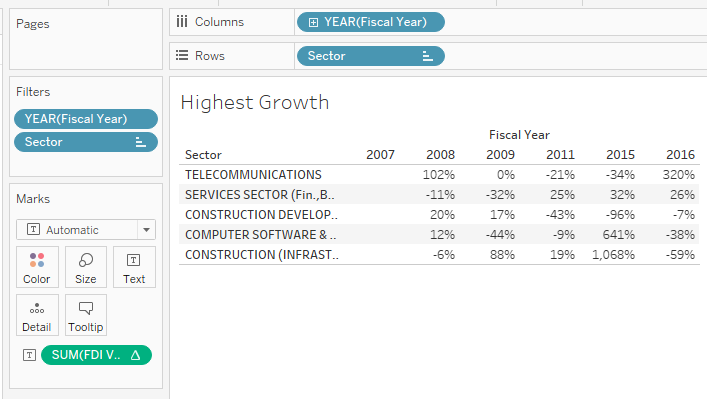 Pages
Columns
YEAR(Fiscal Year)
Rows
Sector
Filters
YEAR(Fiscal Year)
Sector
Marks
Automatic
Color Size Text
Detail Tooltip
SUM(FDI V..
Highest Growth
Fiscal Year
Sector 2007 2008 2009 2011 2015 2016
TELECOMMUNICATIONS 102% 0% -21% -34% 320%
SERVICES SECTOR (Fin.,B.. -11% -32% 25% 32% 26%
CONSTRUCTION DEVELOP.. 20% 17% -43% -96% -7%
COMPUTER SOFTWARE & .. 12% -44% -9% 641% -38%
CONSTRUCTION (INFRAST.. -6% 88% 19% 1,068% -59%